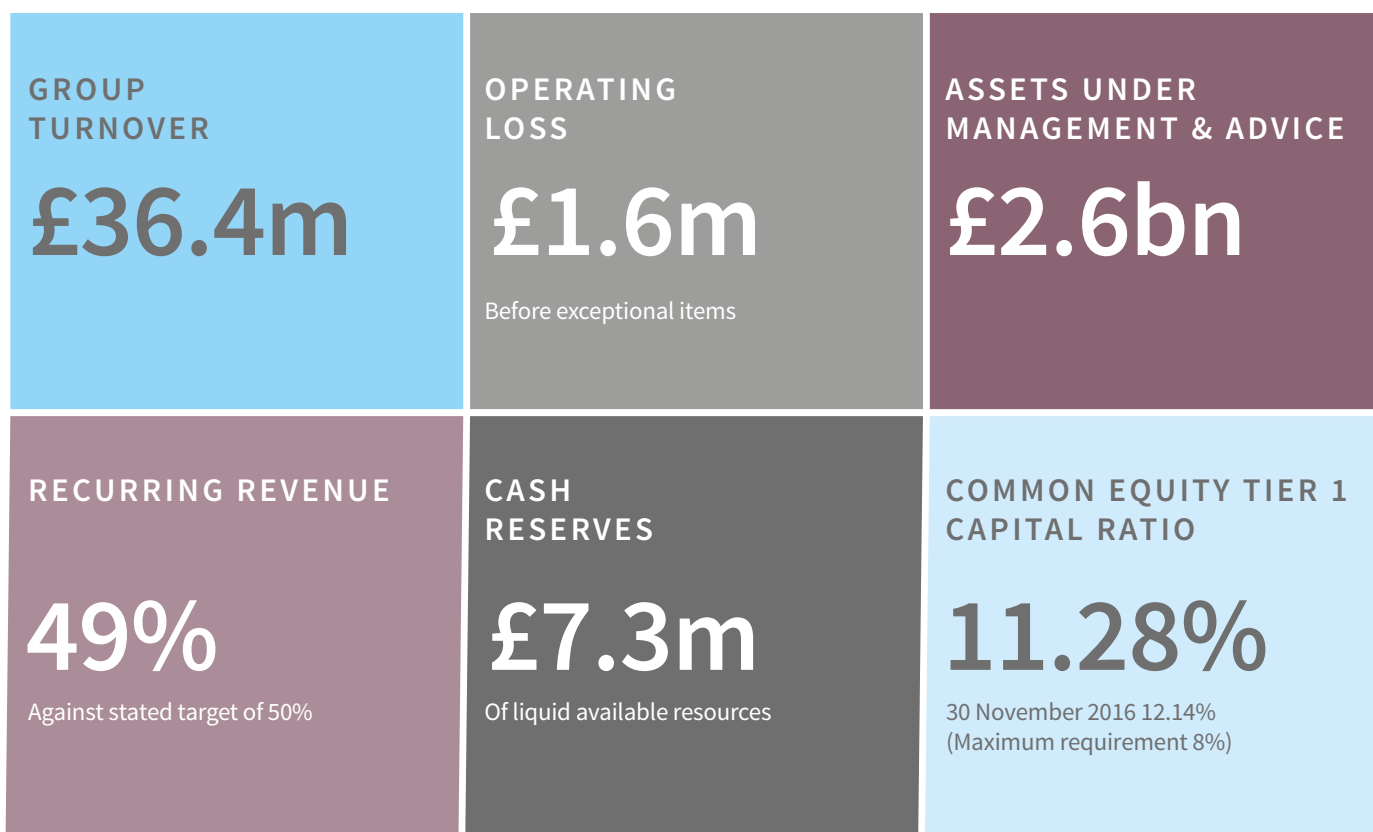 GROUP
TURNOVER
£36.4m
OPERATING
LOSS
£1.6m
Before exceptional items
ASSETS UNDER
MANAGEMENT & ADVICE
£2.6bn
RECURRING REVENUE
49%
Against stated target of 50%
CASH
RESERVES
£7.3m
Of liquid available resources
COMMON EQUITY TIER 1
CAPITAL RATIO
11.28%
30 November 2016 12.14%
(Maximum requirement 8%)